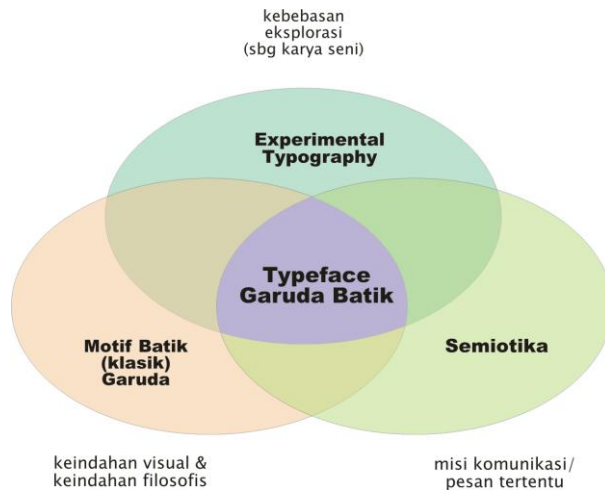 kebebasan
eksplorasi
(sbg karya seni)
Experimental
Typography
Typeface
Garuda Batik
Motif Batik
(klasik)
Garuda
Semiotika
keindahan visual &
keindahan filosofis
misi komunikasi/
pesan tertentu